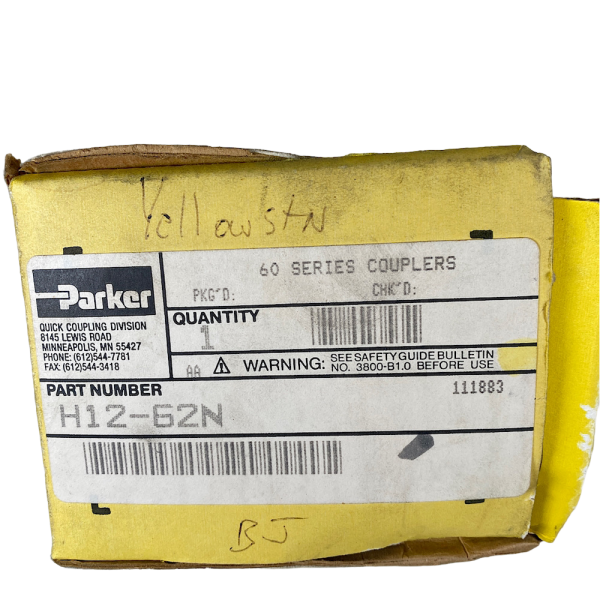 YellowstN
60 SERIES COUPLERS
PKG'D: CHK'D:
Parker
QUICK COUPLING DIVISION
8145 LEWIS ROAD
MINNEAPOLIS, MN 55427
PHONE: (612)544-7781
FAX: (612)544-3418
QUANTITY
1
AA WARNING: SEE SAFETY GUIDE BULLETIN
NO. 3800-B1.0 BEFORE USE
PART NUMBER 111883
H12-62N
BJ